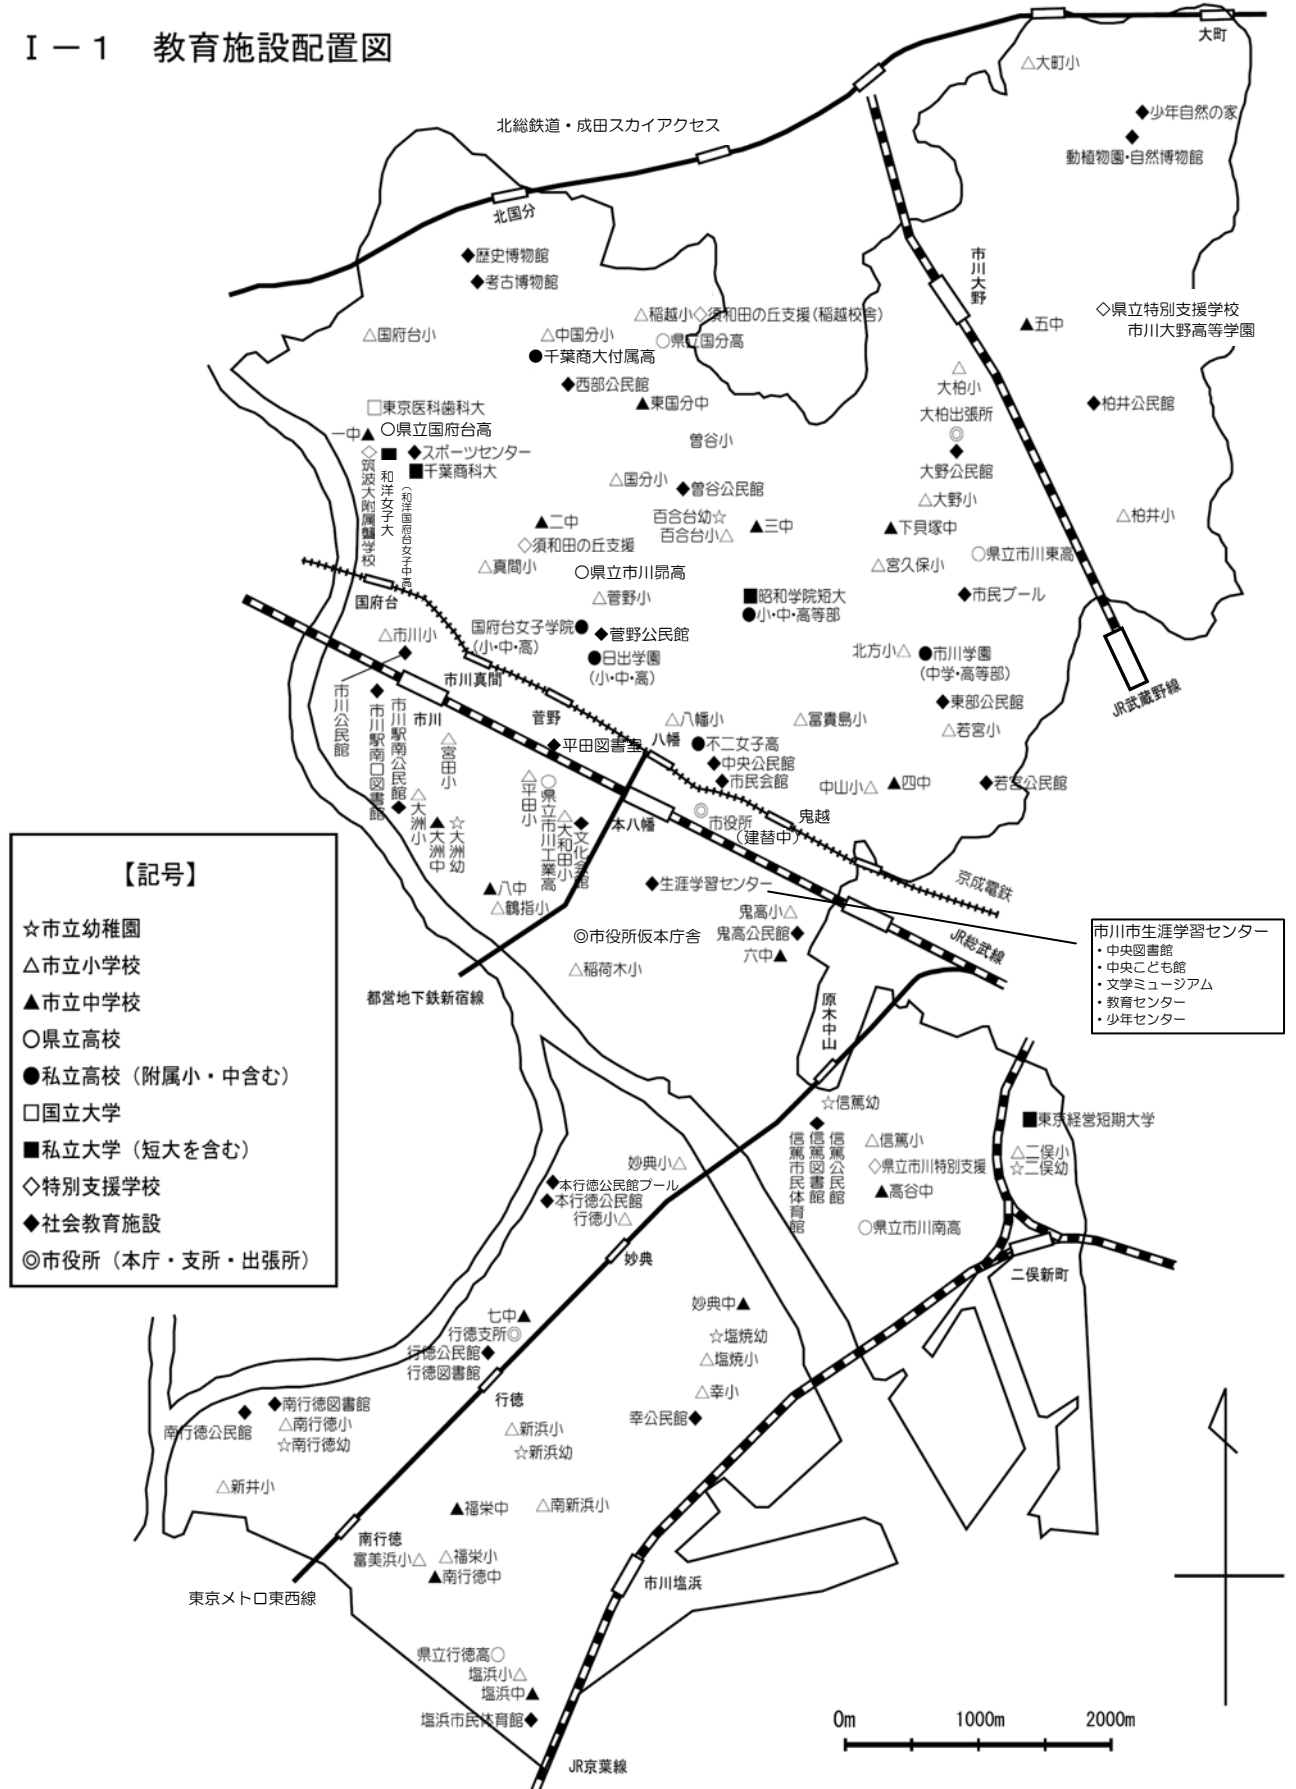 Ⅰ－１　教育施設配置図
大町
△大町小
◆少年自然の家
◆
動植物園・自然博物館
北総鉄道・成田スカイアクセス
北国分
◆歴史博物館
◆考古博物館
市川大野
△稲越小◇須和田の丘支援(稲越校舎)
◇県立特別支援学校
市川大野高等学園
▲五中
△国府台小
△中国分小
○県立国分高
●千葉商大付属高
△
大柏小
◆西部公民館
▲東国分中
◆柏井公民館
□東京医科歯科大
大柏出張所
◎
一中▲
○県立国府台高
曽谷小
◆
大野公民館
◇筑波大附属聾学校
■和洋女子大
(和洋国府台女子中高)
◆スポーツセンター
■千葉商科大
△国分小
◆曽谷公民館
△大野小
百合台幼☆
百合台小△
▲二中
▲三中
▲下貝塚中
△柏井小
◇須和田の丘支援
△真間小
○県立市川昴高
△宮久保小
○県立市川東高
国府台
△菅野小
■昭和学院短大
●小・中・高等部
◆市民プール
△市川小
国府台女子学院●
(小・中・高)
◆菅野公民館
◆
市川公民館
●日出学園
(小・中・高)
北方小△
●市川学園
(中学・高等部)
市川真間
JR武蔵野線
◆市川駅南口図書館
市川駅南公民館◆
市川
菅野
△八幡小
△冨貴島小
◆東部公民館
△若宮小
◆平田図書室
八幡
●不二女子高
△宮田小
◆中央公民館
◆市民会館
中山小△
▲四中
◆若宮公民館
△大洲小
▲大洲中
☆大洲幼
△平田小
○県立市川工業高
△大和田小
◆文化会館
本八幡
◎市役所
(建替中)
鬼越
▲八中
△鶴指小
◆生涯学習センター
京成電鉄
鬼高小△
◎市役所仮本庁舎
鬼高公民館◆
JR総武線
△稲荷木小
六中▲
都営地下鉄新宿線
市川市生涯学習センター
・中央図書館
・中央こども館
・文学ミュージアム
・教育センター
・少年センター
原木中山
【記号】
☆市立幼稚園
△市立小学校
▲市立中学校
○県立高校
●私立高校（附属小・中含む）
□国立大学
■私立大学（短大を含む）
◇特別支援学校
◆社会教育施設
◎市役所（本庁・支所・出張所）
☆信篤幼
◆
信篤公民館
信篤図書館
信篤市民体育館
■東京経営短期大学
△信篤小
△二俣小
☆二俣幼
◇県立市川特別支援
▲高谷中
○県立市川南高
妙典小△
◆本行徳公民館プール
◆本行徳公民館
行徳小△
妙典
二俣新町
七中▲
行徳支所◎
行徳公民館◆
行徳図書館
妙典中▲
☆塩焼幼
△塩焼小
行徳
△幸小
幸公民館◆
◆南行徳図書館
◆
南行徳公民館
△南行徳小
☆南行徳幼
△新浜小
☆新浜幼
△新井小
▲福栄中
△南新浜小
南行徳
富美浜小△
△福栄小
▲南行徳中
市川塩浜
東京メトロ東西線
県立行徳高○
塩浜小△
塩浜中▲
塩浜市民体育館◆
JR京葉線
0m　1000m　2000m